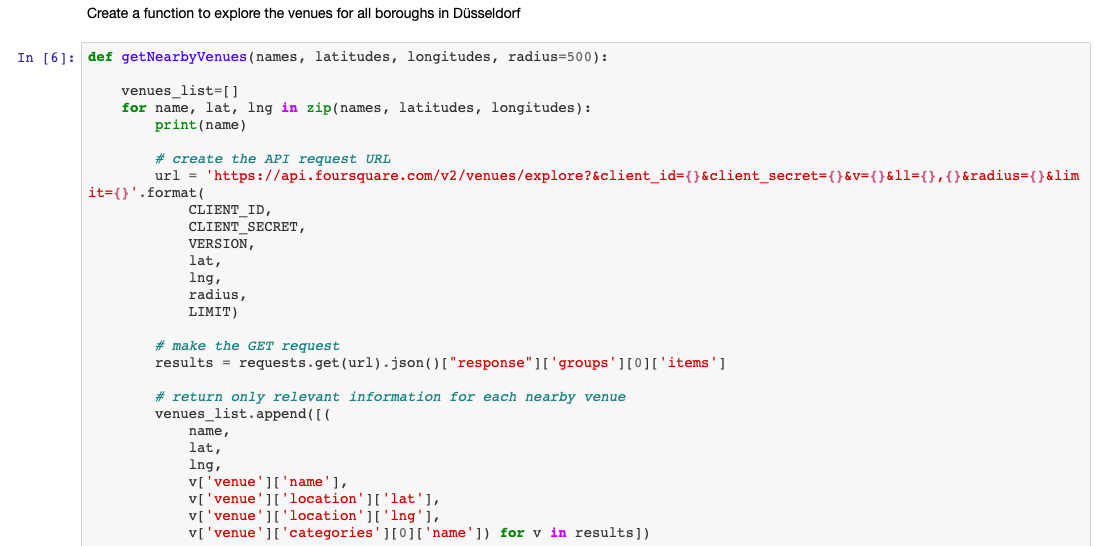 Create a function to explore the venues for all boroughs in Düsseldorf
In [6]: def getNearbyVenues(names, latitudes, longitudes, radius=500):
venues_list=[]
for name, lat, lng in zip(names, latitudes, longitudes):
print(name)
# create the API request URL
url = 'https://api.foursquare.com/v2/venues/explore?&client_id={}&client_secret={}&v={}&ll={},{}&radius={}&lim
it={}'.format(
CLIENT_ID,
CLIENT_SECRET,
VERSION,
lat,
lng,
radius,
LIMIT)
# make the GET request
results = requests.get(url).json()["response"]['groups'][0]['items']
# return only relevant information for each nearby venue
venues_list.append([(
name,
lat,
lng,
v['venue']['name'],
v['venue']['location']['lat'],
v['venue']['location']['lng'],
v['venue']['categories'][0]['name']) for v in results])